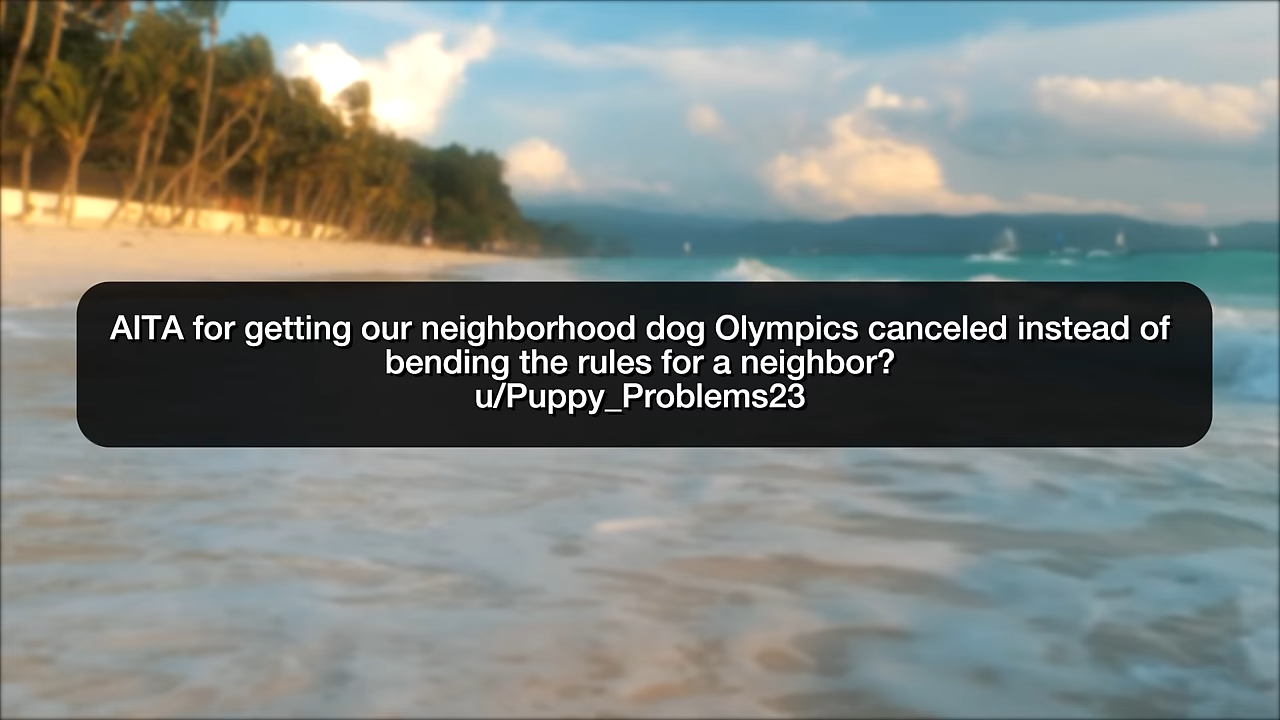 AITA for getting our neighborhood dog Olympics canceled instead of
bending the rules for a neighbor?
u/Puppy_Problems23